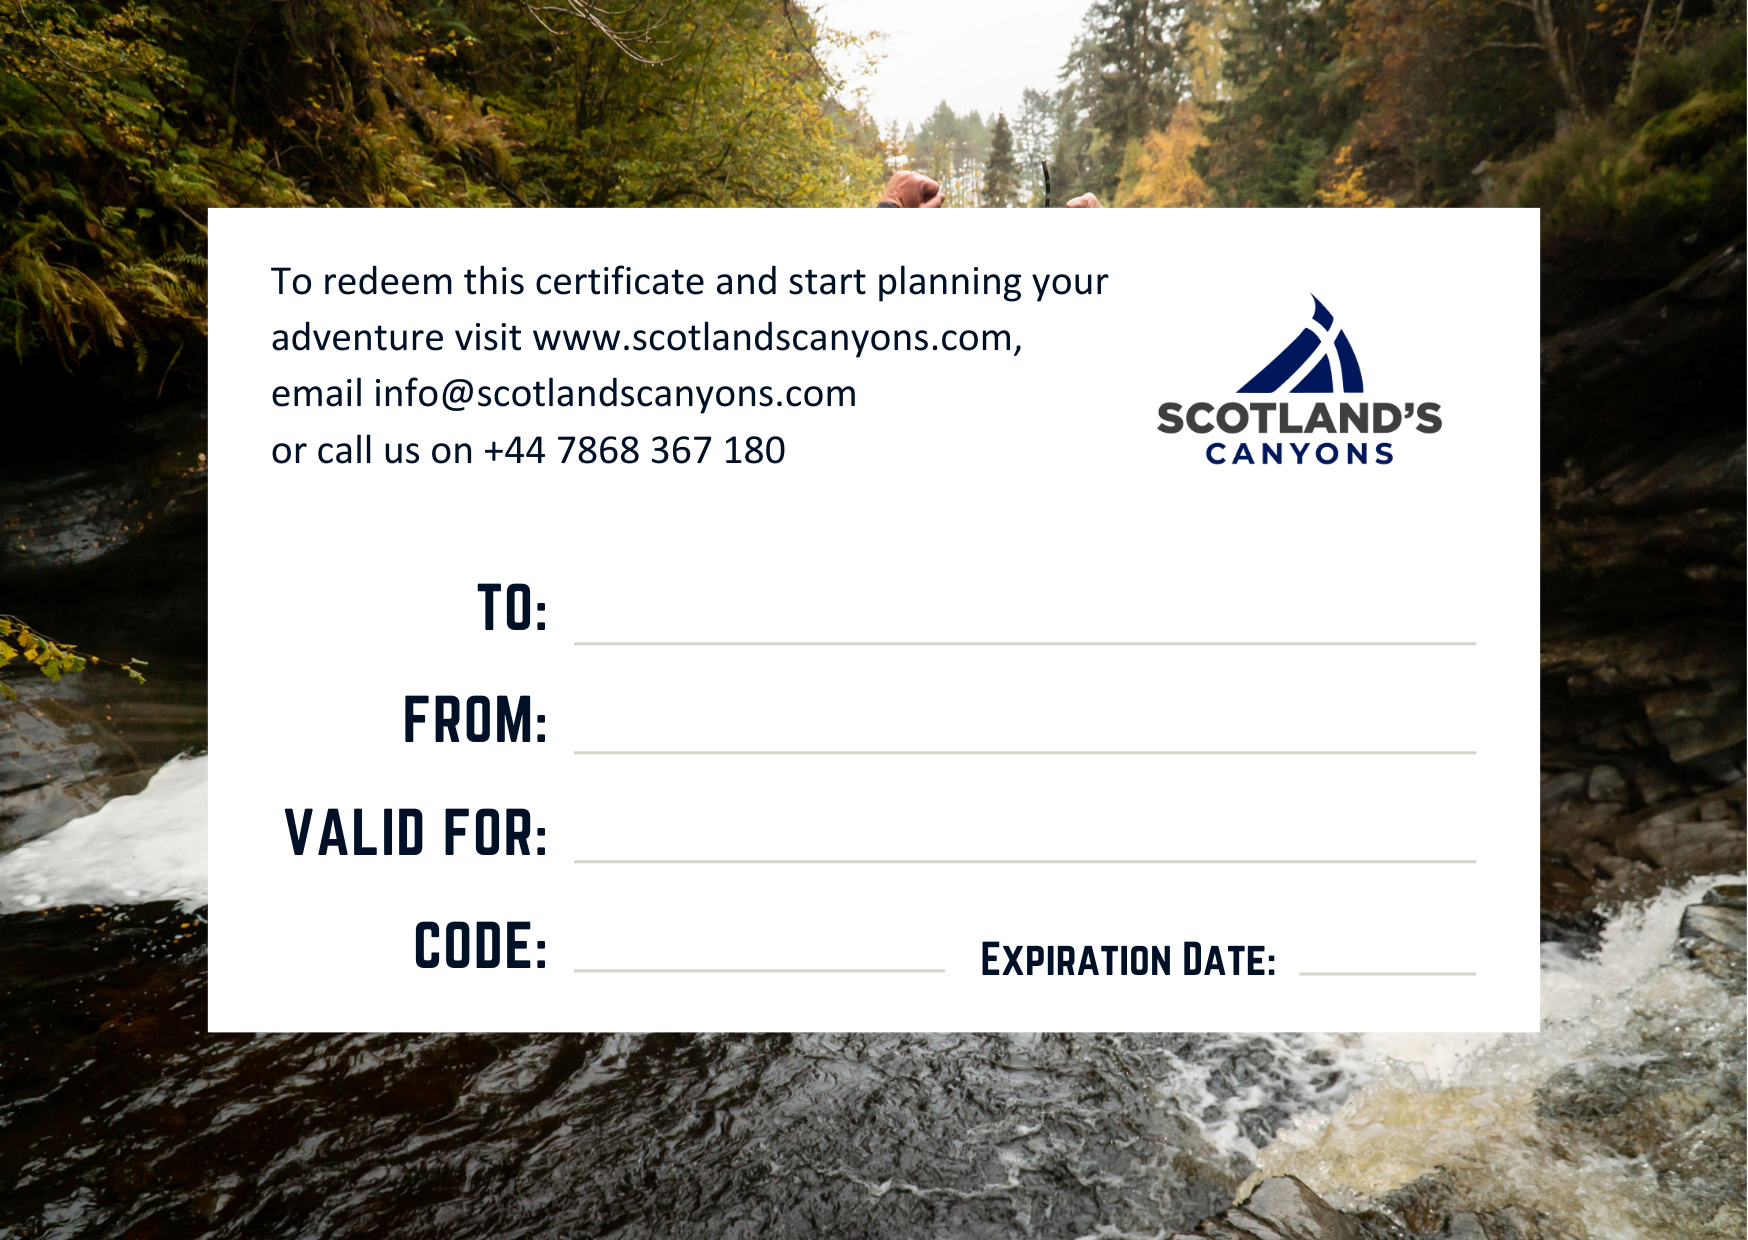 To redeem this certificate and start planning your
adventure visit www.scotlandscanyons.com,
email info@scotlandscanyons.com
or call us on +44 7868 367 180
SCOTLAND'S
CANYONS
TO:
FROM:
VALID FOR:
CODE:
EXPIRATION DATE: